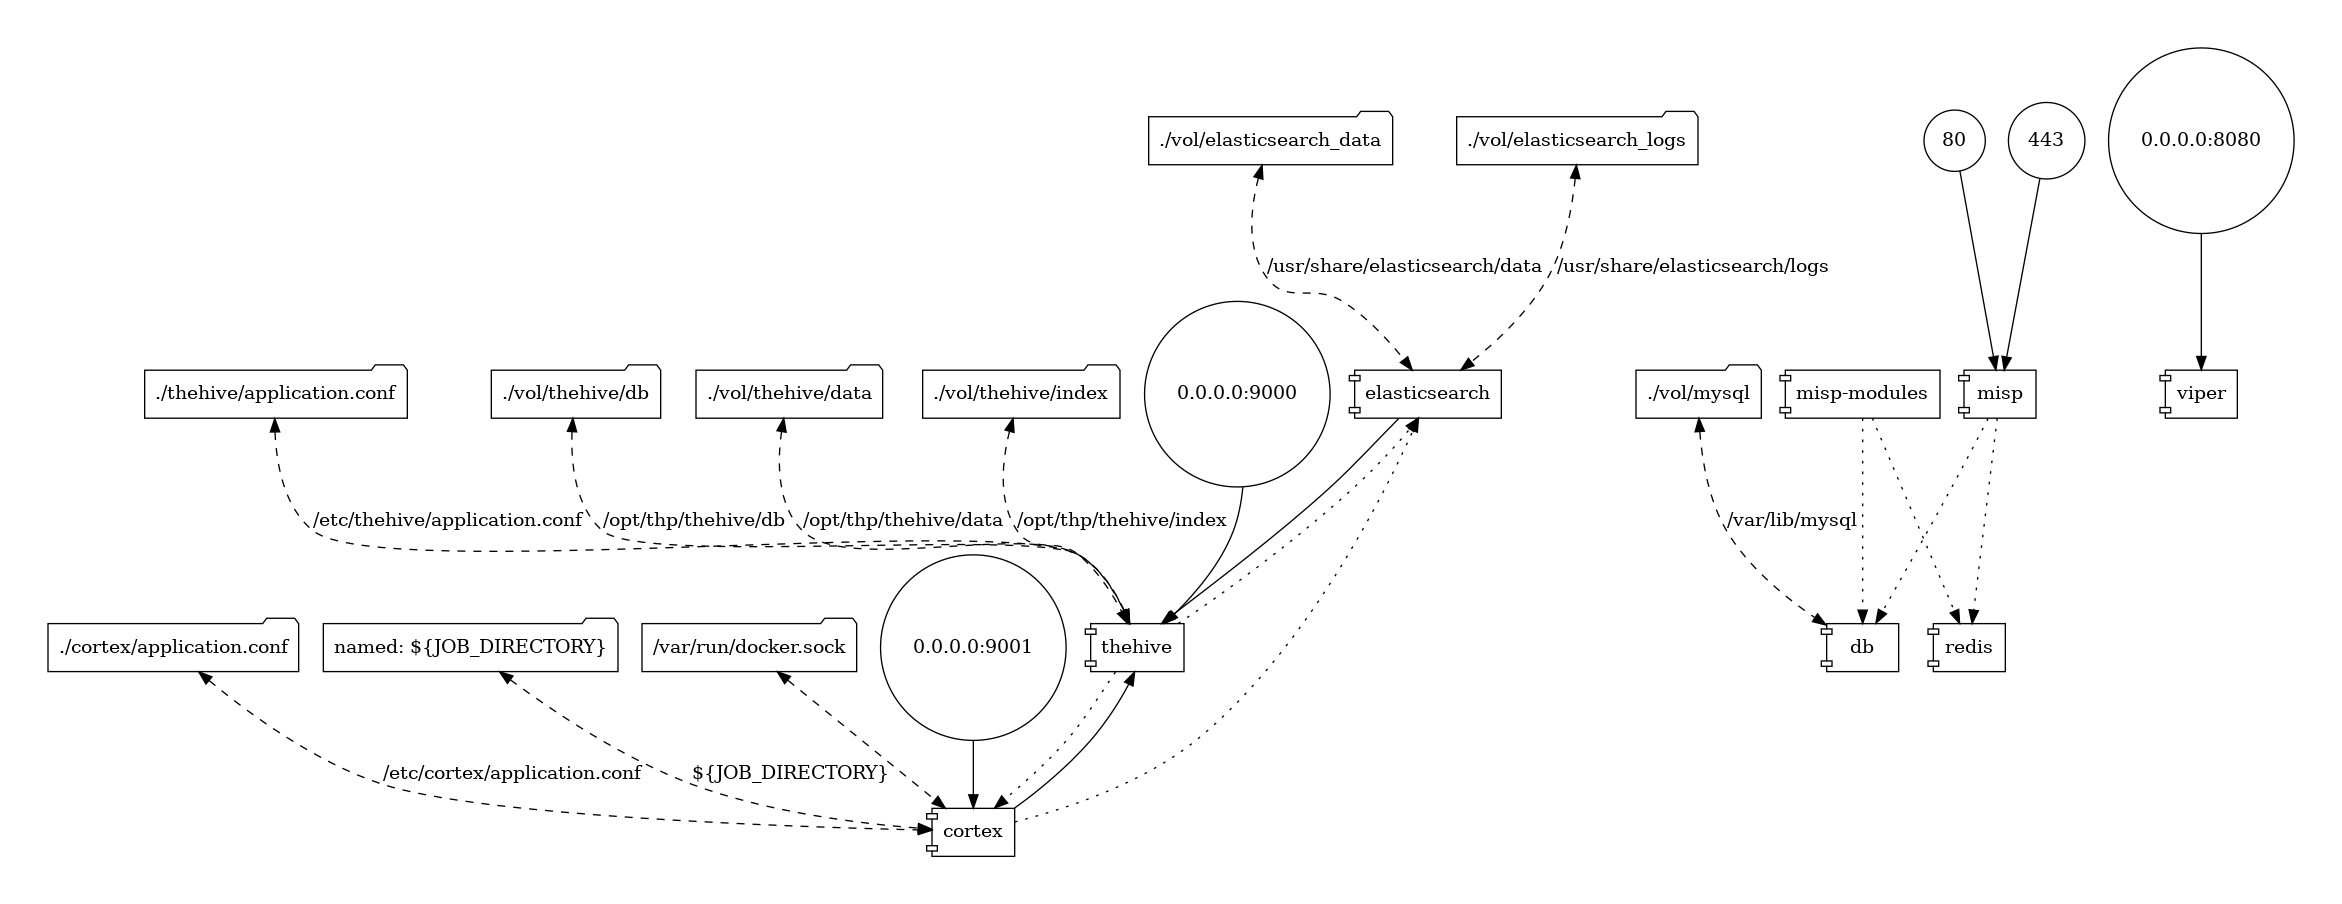 ./vol/elasticsearch_data
./vol/elasticsearch_logs
80
443
0.0.0.0:8080
/usr/share/elasticsearch/data
/usr/share/elasticsearch/logs
./thehive/application.conf
./vol/thehive/db
./vol/thehive/data
./vol/thehive/index
0.0.0.0:9000
elasticsearch
./vol/mysql
misp-modules
misp
viper
/etc/thehive/application.conf
/opt/thp/thehive/db
/opt/thp/thehive/data
/opt/thp/thehive/index
/var/lib/mysql
./cortex/application.conf
named: ${JOB_DIRECTORY}
/var/run/docker.sock
0.0.0.0:9001
thehive
db
redis
/etc/cortex/application.conf
${JOB_DIRECTORY}
cortex